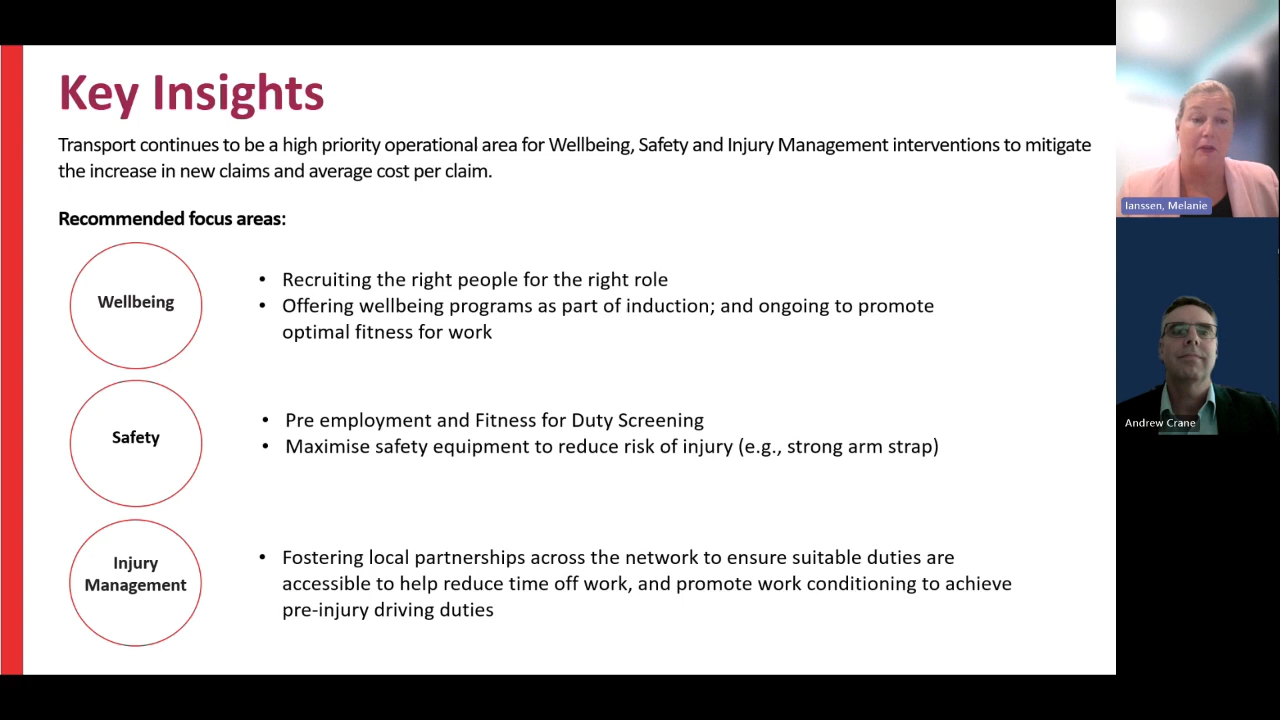 Key Insights
Transport continues to be a high priority operational area for Wellbeing, Safety and Injury Management interventions to mitigate
the increase in new claims and average cost per claim.
Recommended focus areas:
Wellbeing
• Recruiting the right people for the right role
• Offering wellbeing programs as part of induction; and ongoing to promote
optimal fitness for work
Safety
• Pre employment and Fitness for Duty Screening
• Maximise safety equipment to reduce risk of injury (e.g., strong arm strap)
Injury
Management
• Fostering local partnerships across the network to ensure suitable duties are
accessible to help reduce time off work, and promote work conditioning to achieve
pre-injury driving duties
Ianssen, Melanie
Andrew Crane